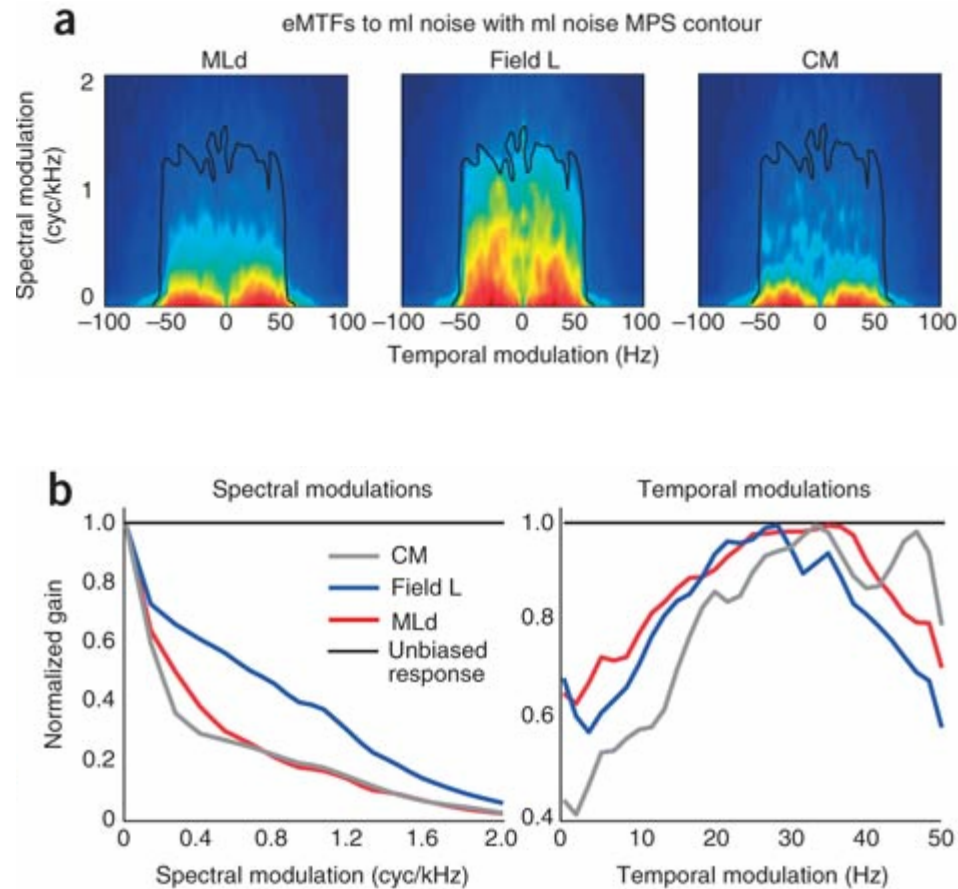 a
eMTFs to ml noise with ml noise MPS contour
MLd
Field L
CM
Spectral modulation
(cyc/kHz)
2
1
0
−100 −50 0 50 100
−100 −50 0 50 100
−100 −50 0 50 100
Temporal modulation (Hz)
b
Spectral modulations
Normalized gain
1.0
0.8
0.6
0.4
0.2
0
CM
Field L
MLd
Unbiased
response
0 0.4 0.8 1.2 1.6 2.0
Spectral modulation (cyc/kHz)
Temporal modulations
1.0
0.8
0.6
0.4
0 10 20 30 40 50
Temporal modulation (Hz)